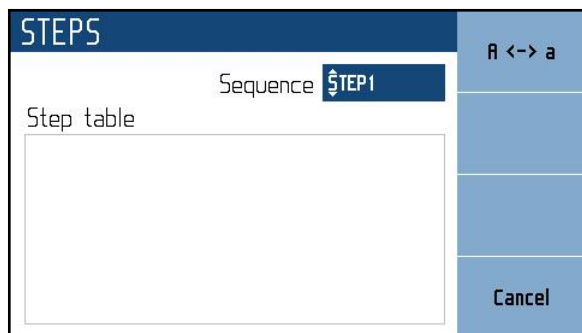 STEPS
A <-> a
Sequence STEP1
Step table
Cancel